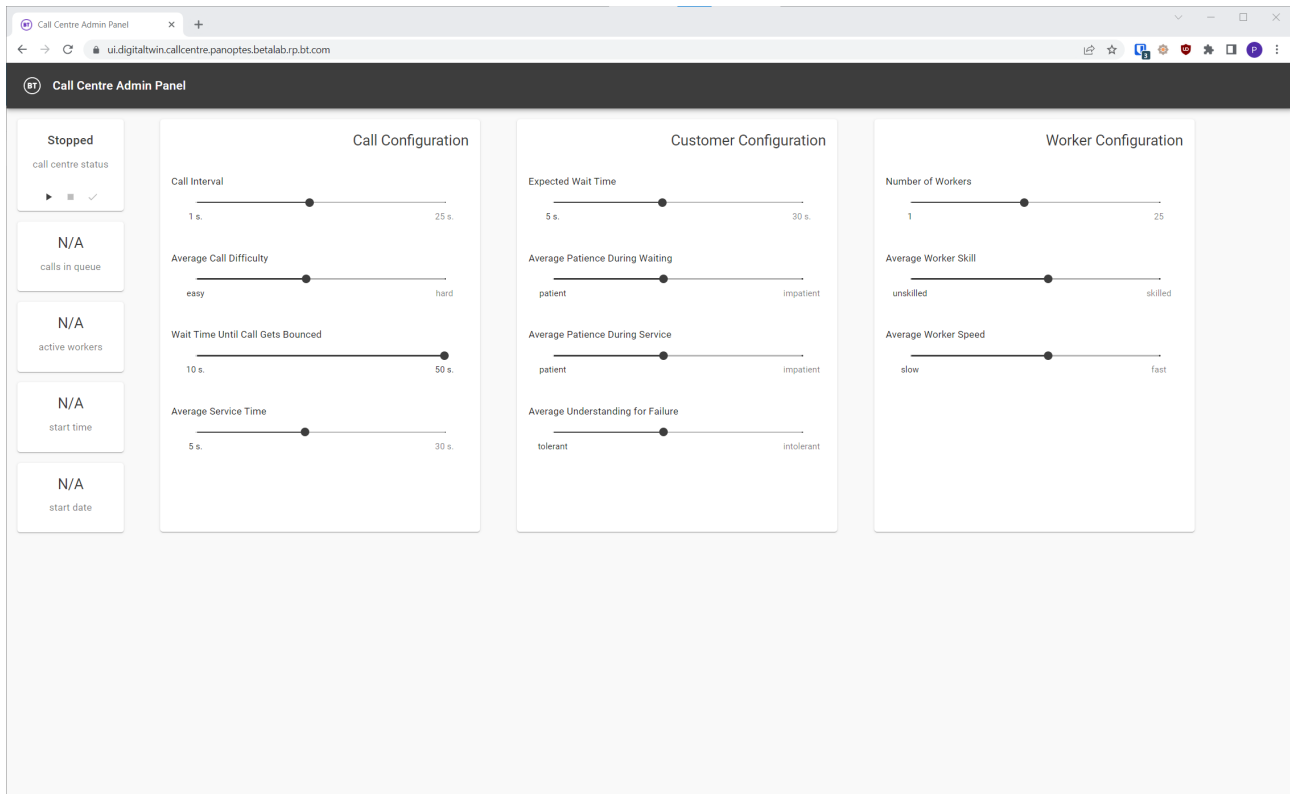 Call Centre Admin Panel
ui.digitaltwin.callcentre.panoptes.betalab.rp.bt.com
3
P
BT Call Centre Admin Panel
Stopped
call centre status
N/A
calls in queue
N/A
active workers
N/A
start time
N/A
start date
Call Configuration
Call Interval
1 s. 25 s.
Average Call Difficulty
easy hard
Wait Time Until Call Gets Bounced
10 s. 50 s.
Average Service Time
5 s. 30 s.
Customer Configuration
Expected Wait Time
5 s. 30 s.
Average Patience During Waiting
patient impatient
Average Patience During Service
patient impatient
Average Understanding for Failure
tolerant intolerant
Worker Configuration
Number of Workers
1 25
Average Worker Skill
unskilled skilled
Average Worker Speed
slow fast